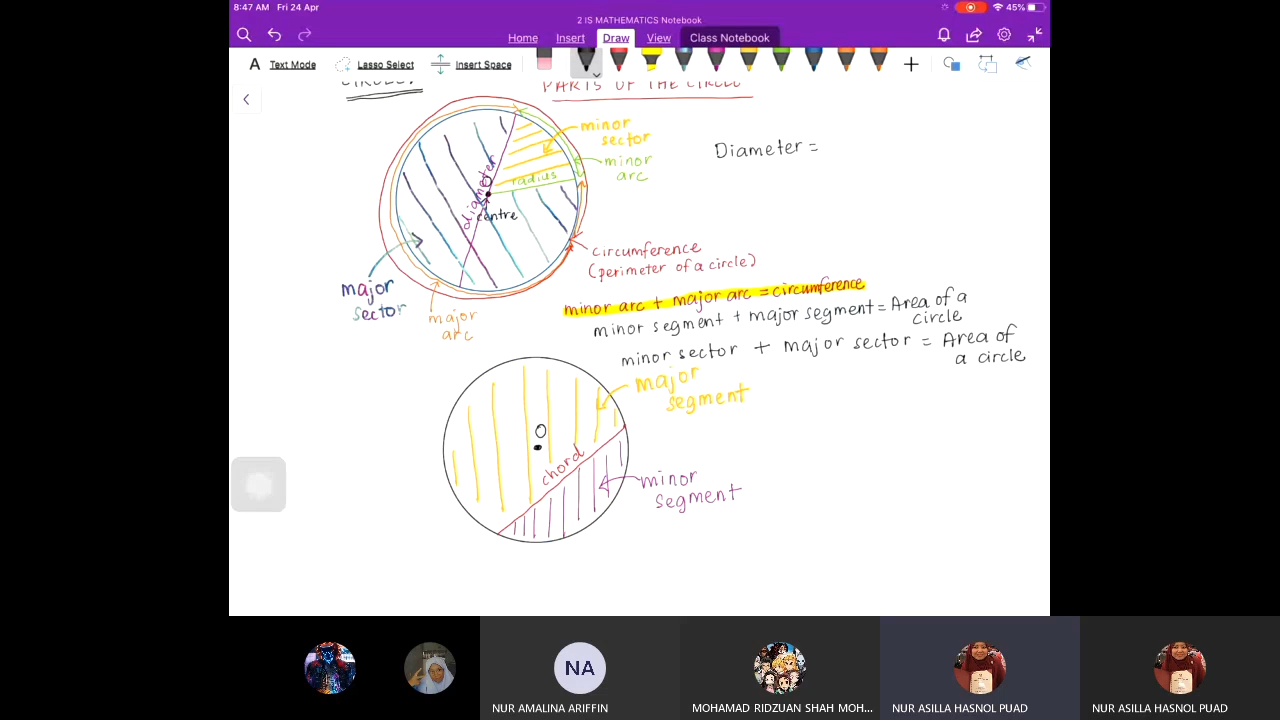 8:47 AM Fri 24 Apr
45%
2 IS MATHEMATICS Notebook
Home Insert Draw View Class Notebook
A Text Mode Lasso Select Insert Space
CIRCLE:
PARTS OF THE CIRCLE
minor
sector
minor
arc
radius
diameter
O
centre
Diameter =
circumference
(perimeter of a circle)
major
sector
major
arc
minor arc + major arc = circumference
minor segment + major segment = Area of a
circle
minor sector + major sector = Area of
a circle
major
segment
O
chord
minor
segment
NA
NUR AMALINA ARIFFIN
MOHAMAD RIDZUAN SHAH MOH...
NUR ASILLA HASNOL PUAD
NUR ASILLA HASNOL PUAD